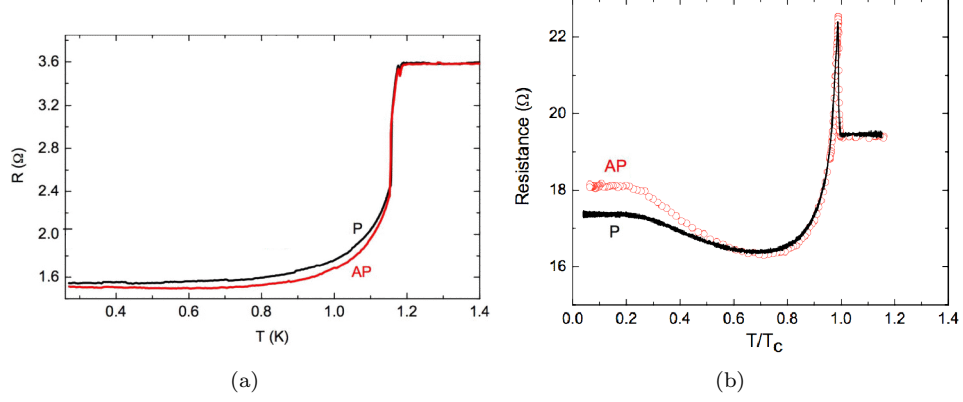 3.6
3.2
2.8
2.4
2.0
1.6
R (Ω)
P
AP
0.4 0.6 0.8 1.0 1.2 1.4
T (K)
(a)
22
20
18
16
Resistance (Ω)
AP
P
0.0 0.2 0.4 0.6 0.8 1.0 1.2 1.4
T/Tc
(b)